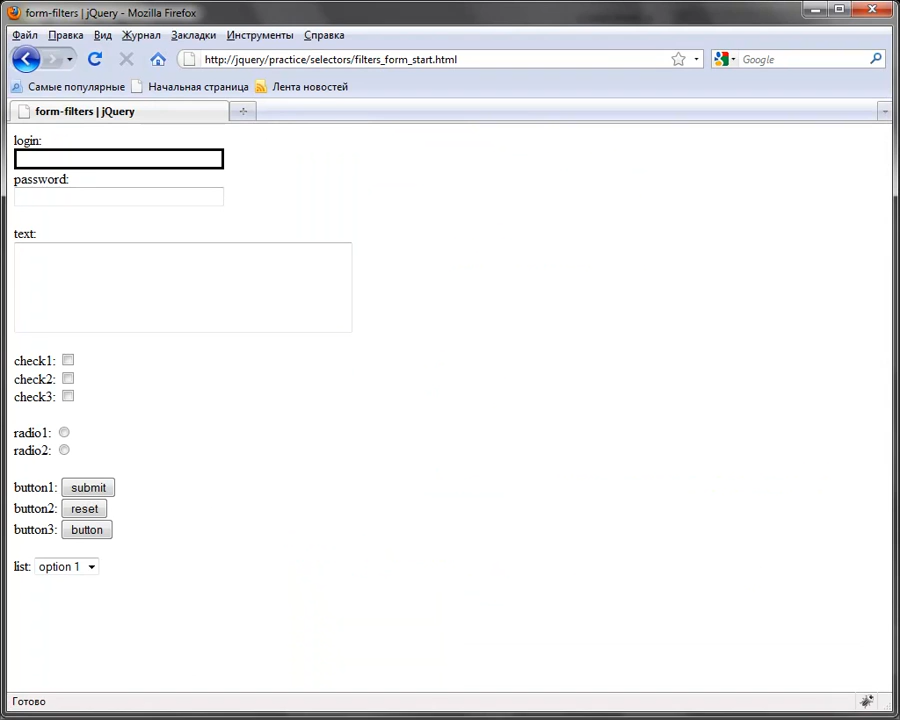 form-filters | jQuery - Mozilla Firefox
Файл Правка Вид Журнал Закладки Инструменты Справка
http://jquery/practice/selectors/filters_form_start.html Google
Самые популярные Начальная страница Лента новостей
form-filters | jQuery
login:
password:
text:
check1:
check2:
check3:
radio1:
radio2:
button1: submit
button2: reset
button3: button
list: option 1
Готово